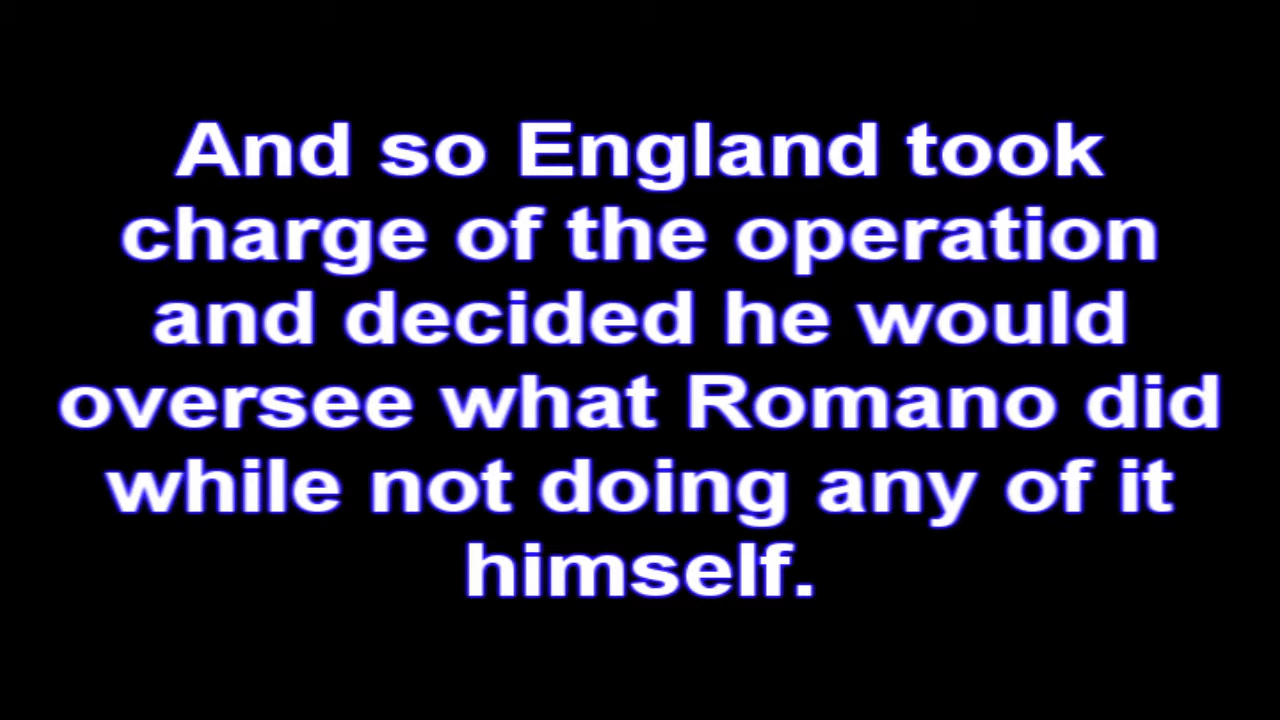 And so England took
charge of the operation
and decided he would
oversee what Romano did
while not doing any of it
himself.